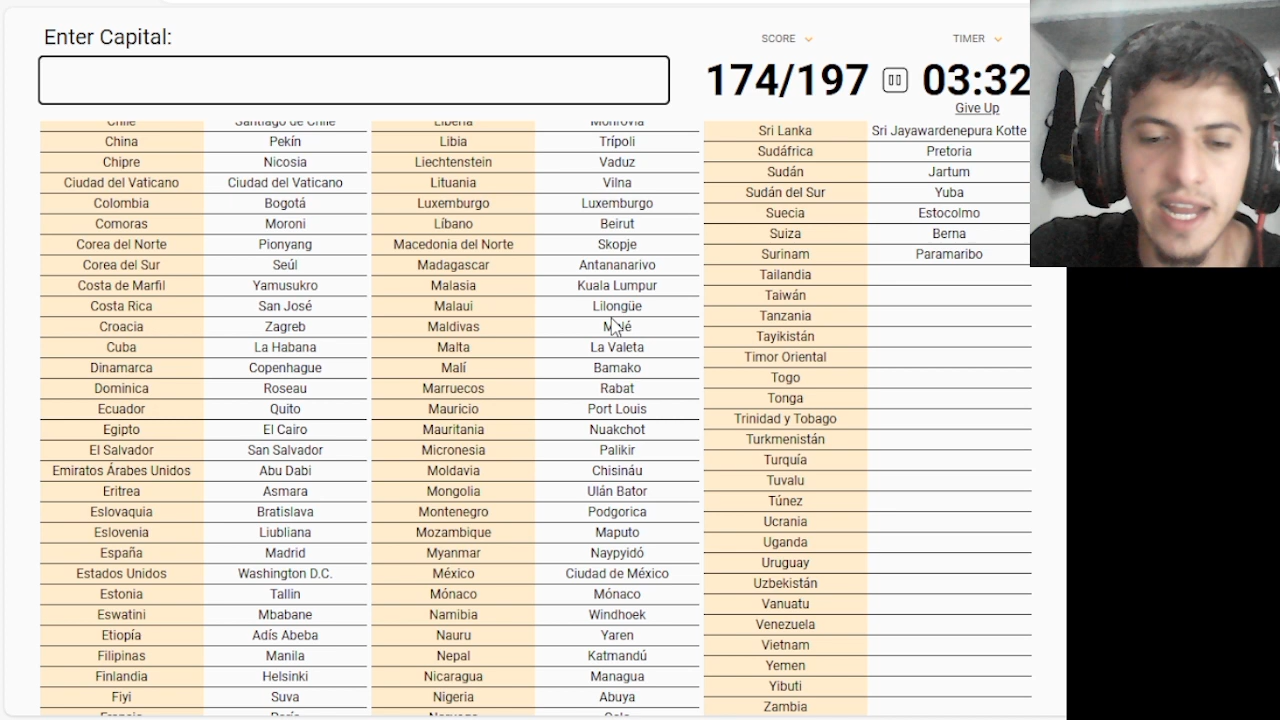 Enter Capital:
SCORE
TIMER
174/197
03:32
Give Up
Chile Santiago de Chile
China Pekín
Chipre Nicosia
Ciudad del Vaticano Ciudad del Vaticano
Colombia Bogotá
Comoras Moroni
Corea del Norte Pionyang
Corea del Sur Seúl
Costa de Marfil Yamusukro
Costa Rica San José
Croacia Zagreb
Cuba La Habana
Dinamarca Copenhague
Dominica Roseau
Ecuador Quito
Egipto El Cairo
El Salvador San Salvador
Emiratos Árabes Unidos Abu Dabi
Eritrea Asmara
Eslovaquia Bratislava
Eslovenia Liubliana
España Madrid
Estados Unidos Washington D.C.
Estonia Tallin
Eswatini Mbabane
Etiopía Adís Abeba
Filipinas Manila
Finlandia Helsinki
Fiyi Suva
Francia París
Liberia Monrovia
Libia Trípoli
Liechtenstein Vaduz
Lituania Vilna
Luxemburgo Luxemburgo
Líbano Beirut
Macedonia del Norte Skopje
Madagascar Antananarivo
Malasia Kuala Lumpur
Malaui Lilongüe
Maldivas
Malta La Valeta
Malí Bamako
Marruecos Rabat
Mauricio Port Louis
Mauritania Nuakchot
Micronesia Palikir
Moldavia Chisináu
Mongolia Ulán Bator
Montenegro Podgorica
Mozambique Maputo
Myanmar Naypyidó
México Ciudad de México
Mónaco Mónaco
Namibia Windhoek
Nauru Yaren
Nepal Katmandú
Nicaragua Managua
Nigeria Abuya
Noruega Oslo
Sri Lanka Sri Jayawardenepura Kotte
Sudáfrica Pretoria
Sudán Jartum
Sudán del Sur Yuba
Suecia Estocolmo
Suiza Berna
Surinam Paramaribo
Tailandia
Taiwán
Tanzania
Tayikistán
Timor Oriental
Togo
Tonga
Trinidad y Tobago
Turkmenistán
Turquía
Tuvalu
Túnez
Ucrania
Uganda
Uruguay
Uzbekistán
Vanuatu
Venezuela
Vietnam
Yemen
Yibuti
Zambia